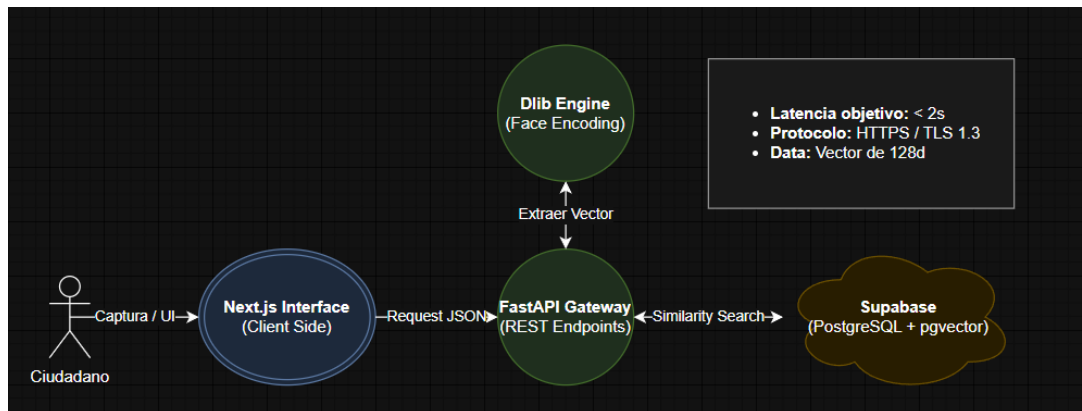 Dlib Engine
(Face Encoding)
• Latencia objetivo: < 2s
• Protocolo: HTTPS / TLS 1.3
• Data: Vector de 128d
Extraer Vector
Captura / UI
Next.js Interface
(Client Side)
Request JSON
FastAPI Gateway
(REST Endpoints)
Similarity Search
Supabase
(PostgreSQL + pgvector)
Ciudadano